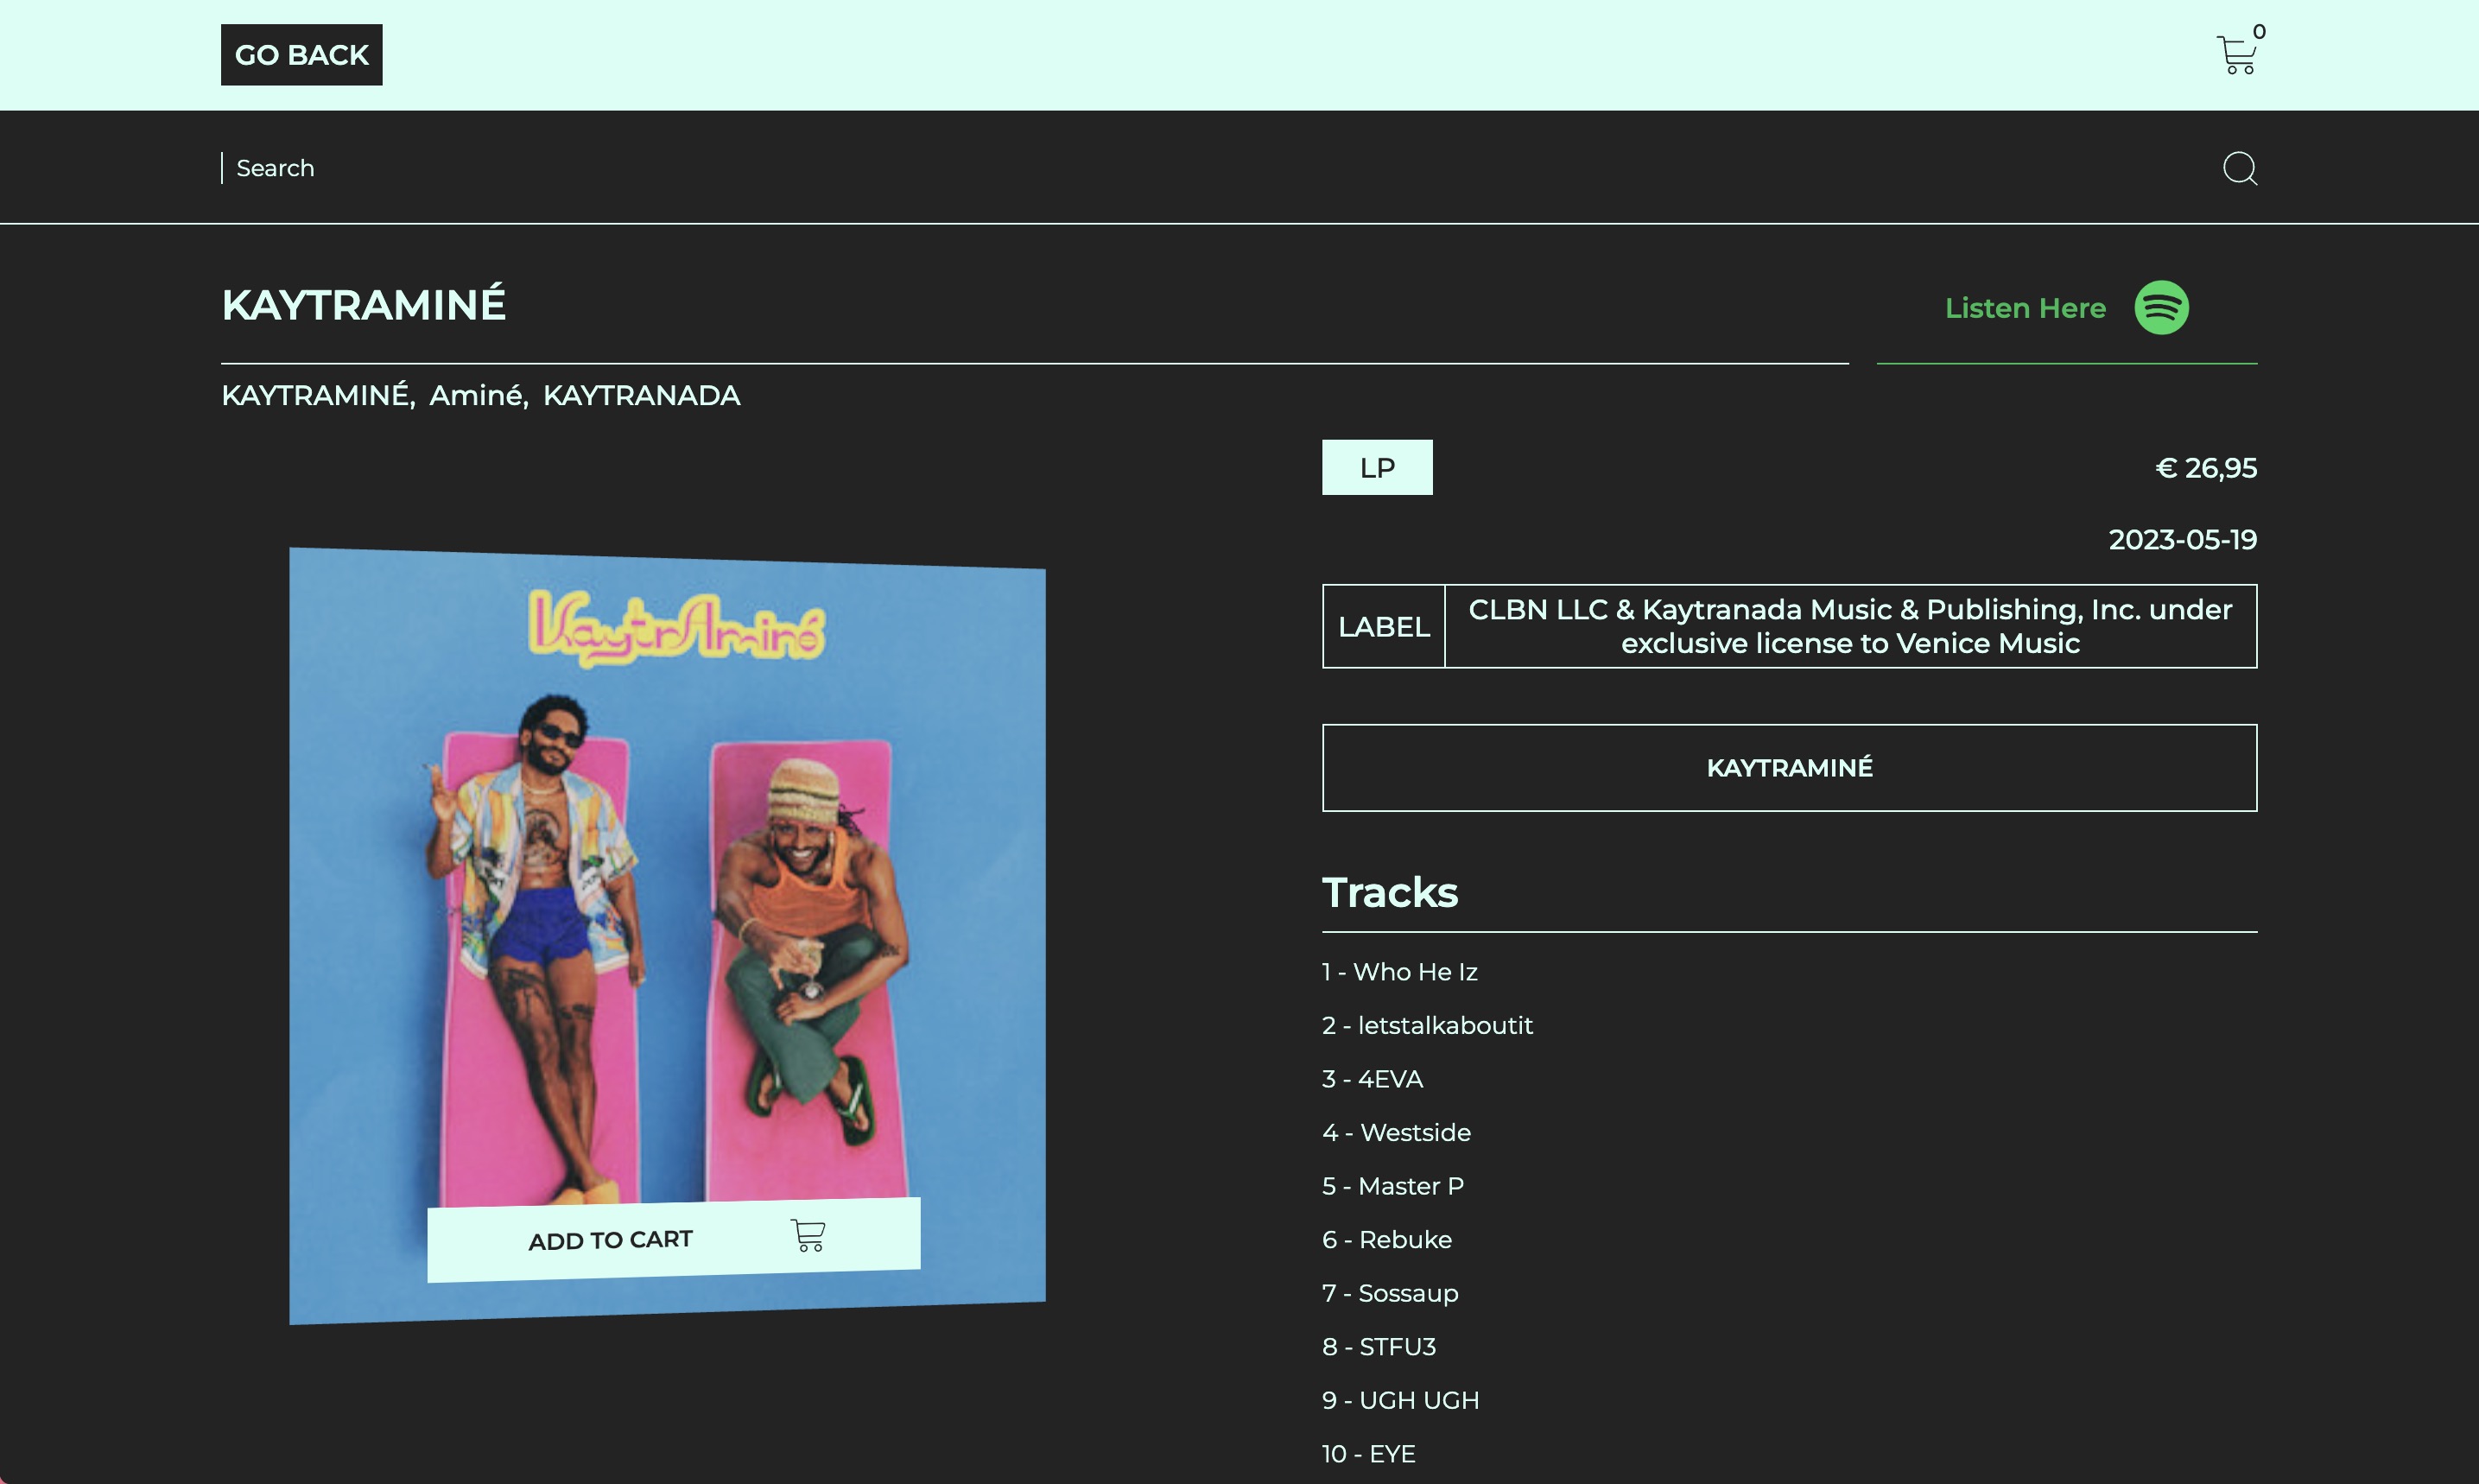 GO BACK
0
Search
KAYTRAMINÉ
Listen Here
KAYTRAMINÉ, Aminé, KAYTRANADA
LP
€ 26,95
2023-05-19
LABEL
CLBN LLC & Kaytranada Music & Publishing, Inc. under
exclusive license to Venice Music
KaytrAminé
ADD TO CART
KAYTRAMINÉ
Tracks
1 - Who He Iz
2 - letstalkaboutit
3 - 4EVA
4 - Westside
5 - Master P
6 - Rebuke
7 - Sossaup
8 - STFU3
9 - UGH UGH
10 - EYE